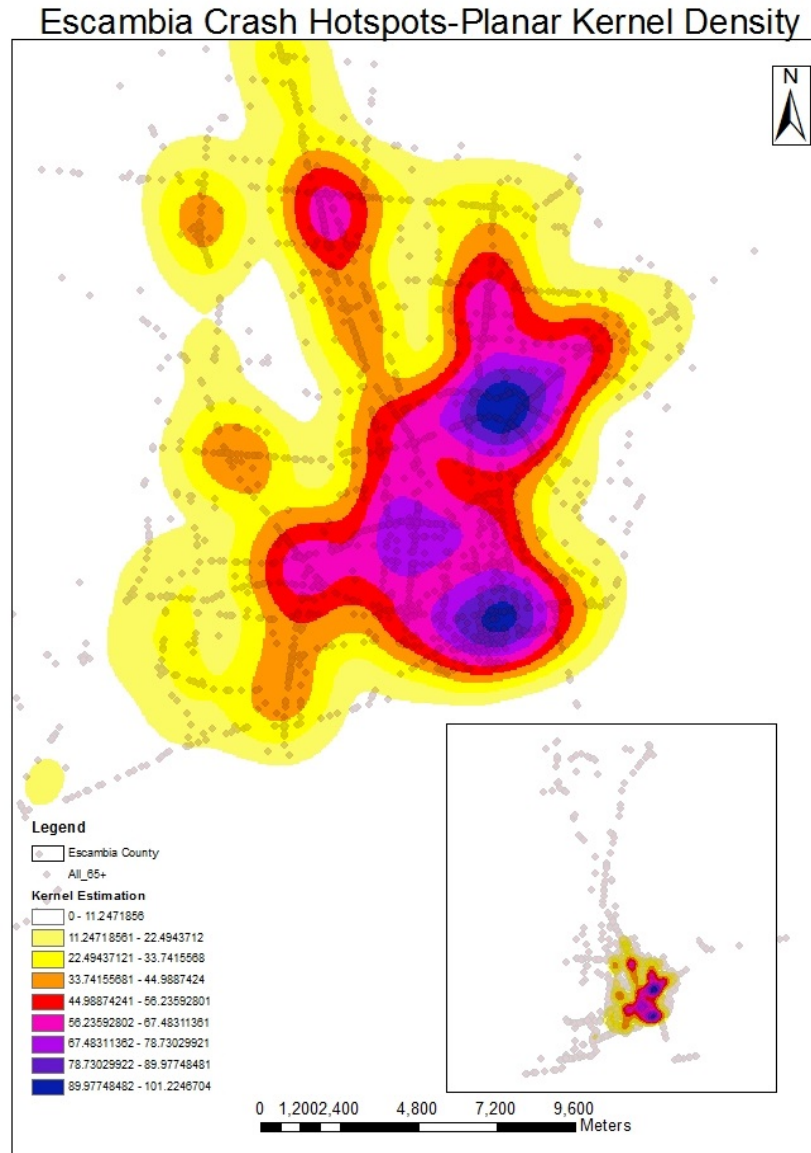 Escambia Crash Hotspots-Planar Kernel Density
N
Legend
Escambia County
All_65+
Kernel Estimation
0 - 11.2471856
11.24718561 - 22.4943712
22.49437121 - 33.7415568
33.74155681 - 44.9887424
44.98874241 - 56.23592801
56.23592802 - 67.48311361
67.48311362 - 78.73029921
78.73029922 - 89.97748481
89.97748482 - 101.2246704
0 1,200 2,400 4,800 7,200 9,600
Meters